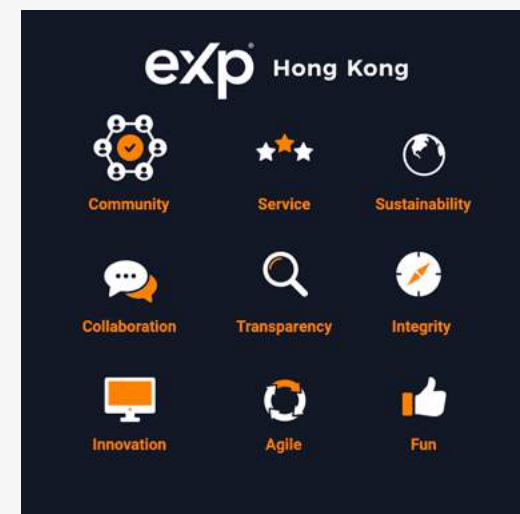 exp® Hong Kong
Community Service Sustainability
Collaboration Transparency Integrity
Innovation Agile Fun